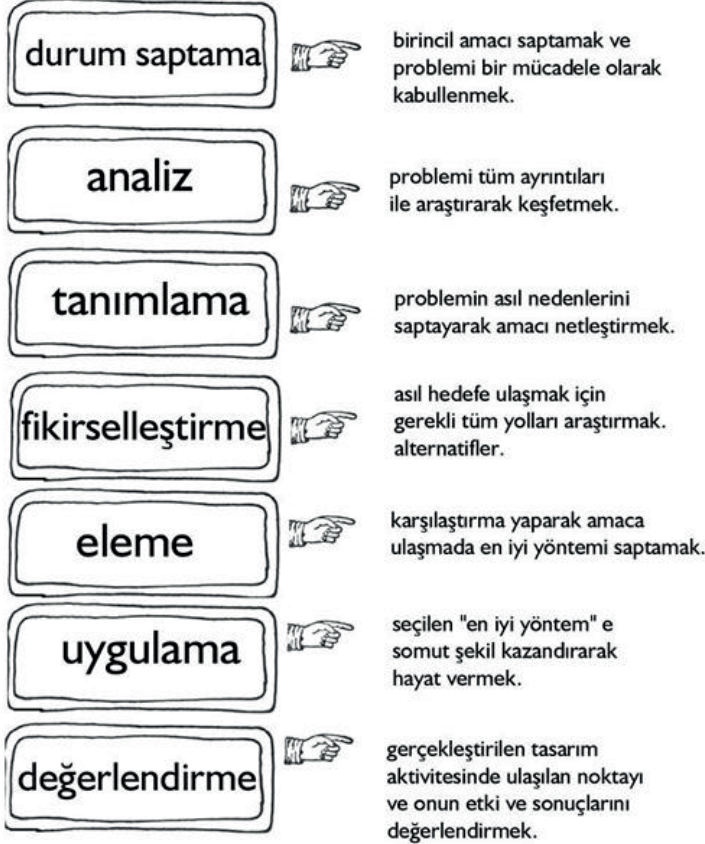 durum saptama
birincil amacı saptamak ve
problemi bir mücadele olarak
kabullenmek.
analiz
problemi tüm ayrıntıları
ile araştırarak keşfetmek.
tanımlama
problemin asıl nedenlerini
saptayarak amacı netleştirmek.
fikirselleştirme
asıl hedefe ulaşmak için
gerekli tüm yolları araştırmak.
alternatifler.
eleme
karşılaştırma yaparak amaca
ulaşmada en iyi yöntemi saptamak.
uygulama
seçilen "en iyi yöntem" e
somut şekil kazandırarak
hayat vermek.
değerlendirme
gerçekleştirilen tasarım
aktivitesinde ulaşılan noktayı
ve onun etki ve sonuçlarını
değerlendirmek.